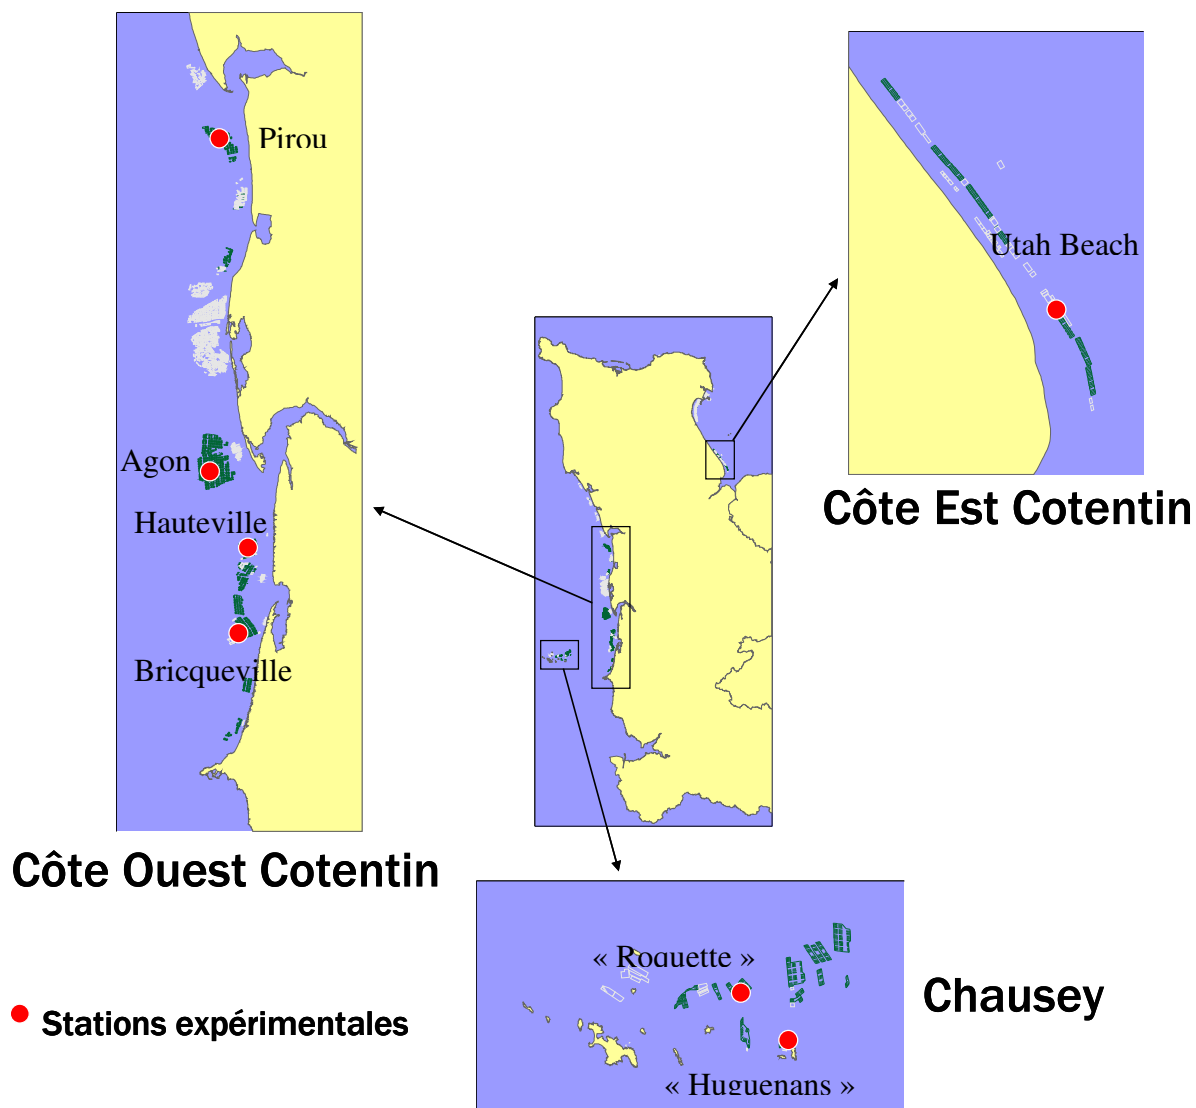 Pirou
Utah Beach
Agon
Hauteville
Bricqueville
Côte Est Cotentin
Côte Ouest Cotentin
« Roquette »
Chausey
Stations expérimentales
« Huguenans »